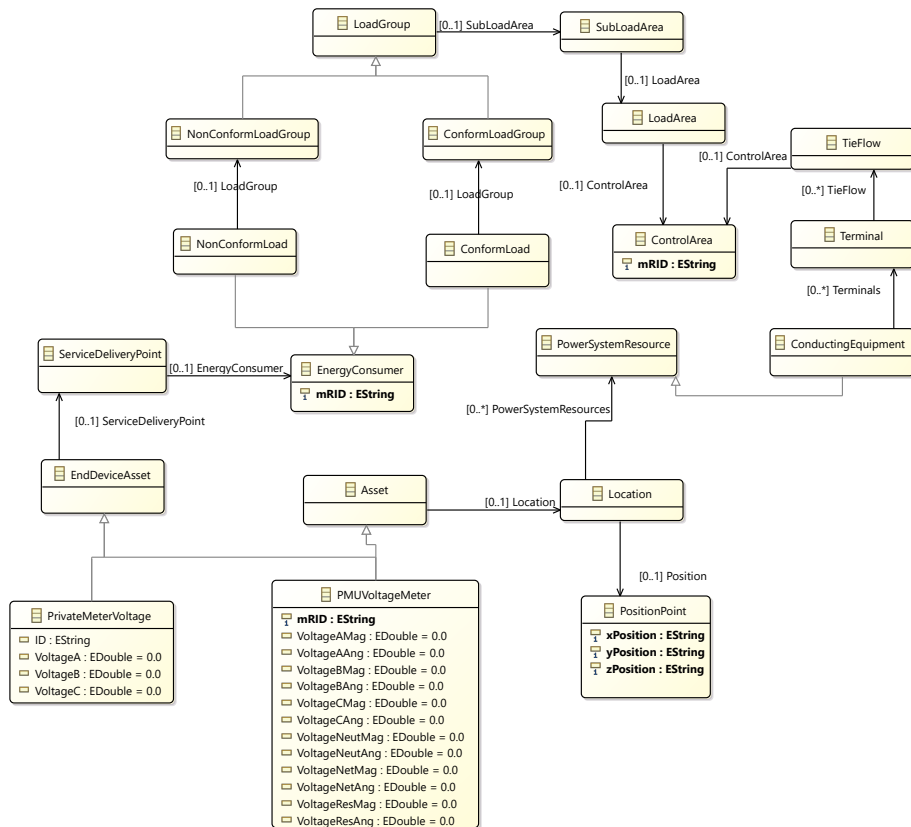 LoadGroup
[0..1] SubLoadArea
SubLoadArea
[0..1] LoadArea
LoadArea
NonConformLoadGroup
ConformLoadGroup
TieFlow
[0..1] ControlArea
[0..1] LoadGroup
[0..1] LoadGroup
[0..1] ControlArea
[0..*] TieFlow
NonConformLoad
ConformLoad
ControlArea
mRID : EString
Terminal
[0..*] Terminals
ServiceDeliveryPoint
[0..1] EnergyConsumer
EnergyConsumer
mRID : EString
PowerSystemResource
ConductingEquipment
[0..1] ServiceDeliveryPoint
[0..*] PowerSystemResources
EndDeviceAsset
Asset
[0..1] Location
Location
[0..1] Position
PrivateMeterVoltage
ID : EString
VoltageA : EDouble = 0.0
VoltageB : EDouble = 0.0
VoltageC : EDouble = 0.0
PMUVoltageMeter
mRID : EString
VoltageAMag : EDouble = 0.0
VoltageAAng : EDouble = 0.0
VoltageBMag : EDouble = 0.0
VoltageBAng : EDouble = 0.0
VoltageCMag : EDouble = 0.0
VoltageCAng : EDouble = 0.0
VoltageNeutMag : EDouble = 0.0
VoltageNeutAng : EDouble = 0.0
VoltageNetMag : EDouble = 0.0
VoltageNetAng : EDouble = 0.0
VoltageResMag : EDouble = 0.0
VoltageResAng : EDouble = 0.0
PositionPoint
xPosition : EString
yPosition : EString
zPosition : EString